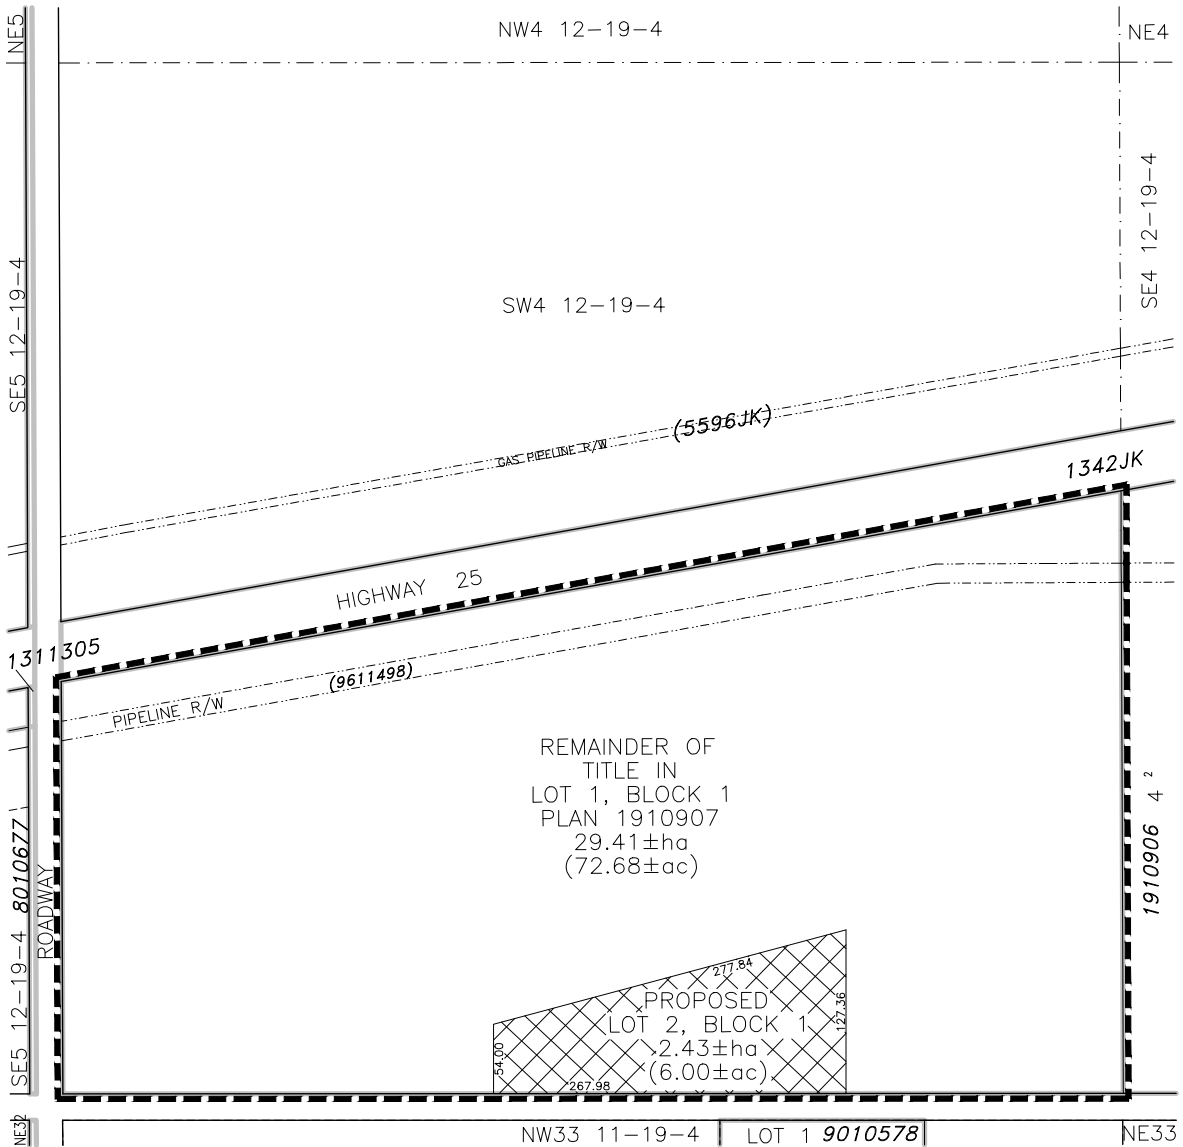 NE5
NW4 12-19-4
NE4
SE5 12-19-4
SW4 12-19-4
SE4 12-19-4
GAS PIPELINE R/W
(5596JK)
1342JK
HIGHWAY 25
1311305
PIPELINE R/W
(9611498)
REMAINDER OF
TITLE IN
LOT 1, BLOCK 1
PLAN 1910907
29.41±ha
(72.68±ac)
1910906 4 2
SE5 12-19-4 8010677
ROADWAY
277.84
PROPOSED
LOT 2, BLOCK 1
2.43±ha
(6.00±ac)
127.36
54.00
267.98
NE32
NW33 11-19-4
LOT 1 9010578
NE33